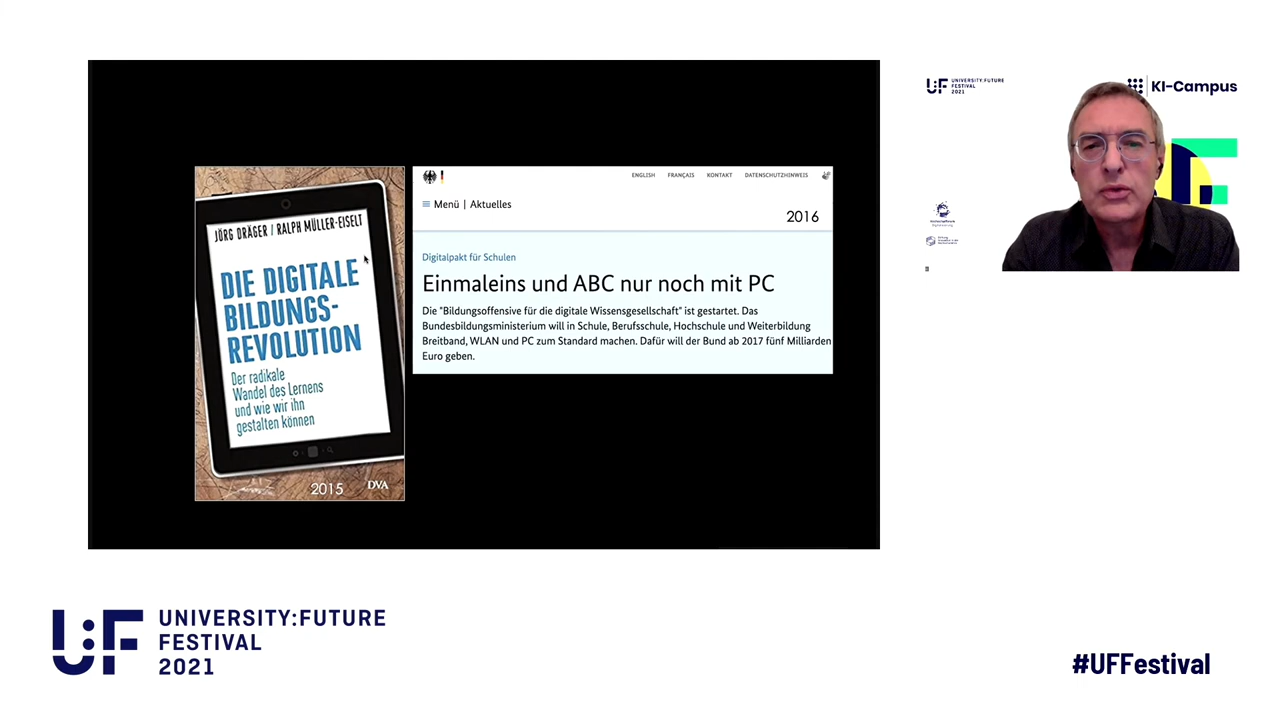 JÖRG DRÄGER / RALPH MÜLLER-EISELT
DIE DIGITALE
BILDUNGS-
REVOLUTION
Der radikale
Wandel des Lernens
und wie wir ihn
gestalten können
2015
DVA
ENGLISH FRANÇAIS KONTAKT DATENSCHUTZHINWEIS
Menü | Aktuelles
2016
Digitalpakt für Schulen
Einmaleins und ABC nur noch mit PC
Die "Bildungsoffensive für die digitale Wissensgesellschaft" ist gestartet. Das
Bundesbildungsministerium will in Schule, Berufsschule, Hochschule und Weiterbildung
Breitband, WLAN und PC zum Standard machen. Dafür will der Bund ab 2017 fünf Milliarden
Euro geben.
U:F UNIVERSITY:FUTURE
FESTIVAL
2021
KI-Campus
U:F
UNIVERSITY:FUTURE
FESTIVAL
2021
#UFFestival